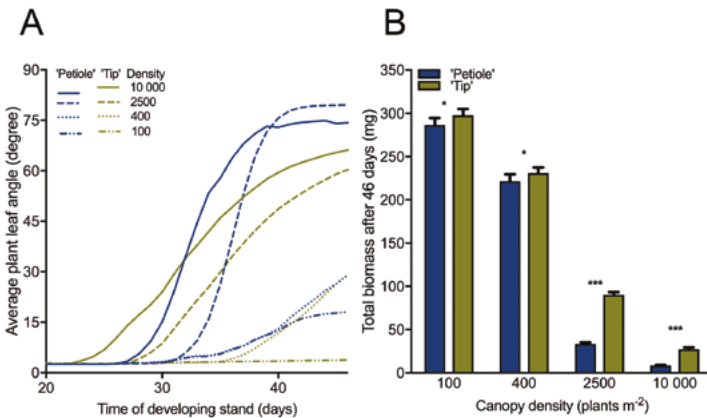 A
B
'Petiole' 'Tip' Density
10 000
2500
400
100
90
75
60
45
30
15
0
Average plant leaf angle (degree)
20 30 40
Time of developing stand (days)
'Petiole'
'Tip'
350
300
250
200
150
100
50
0
Total biomass after 46 days (mg)
*
*
***
***
100 400 2500 10 000
Canopy density (plants m-2)